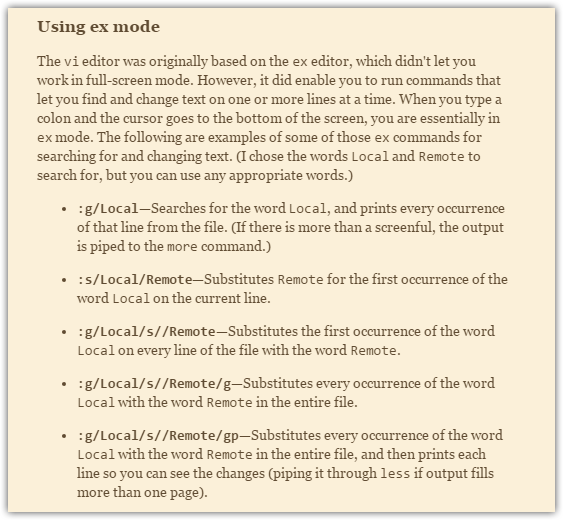 Using ex mode
The vi editor was originally based on the ex editor, which didn't let you
work in full-screen mode. However, it did enable you to run commands that
let you find and change text on one or more lines at a time. When you type a
colon and the cursor goes to the bottom of the screen, you are essentially in
ex mode. The following are examples of some of those ex commands for
searching for and changing text. (I chose the words Local and Remote to
search for, but you can use any appropriate words.)
• :g/Local—Searches for the word Local, and prints every occurrence
of that line from the file. (If there is more than a screenful, the output
is piped to the more command.)
• :s/Local/Remote—Substitutes Remote for the first occurrence of the
word Local on the current line.
• :g/Local/s//Remote—Substitutes the first occurrence of the word
Local on every line of the file with the word Remote.
• :g/Local/s//Remote/g—Substitutes every occurrence of the word
Local with the word Remote in the entire file.
• :g/Local/s//Remote/gp—Substitutes every occurrence of the word
Local with the word Remote in the entire file, and then prints each
line so you can see the changes (piping it through less if output fills
more than one page).